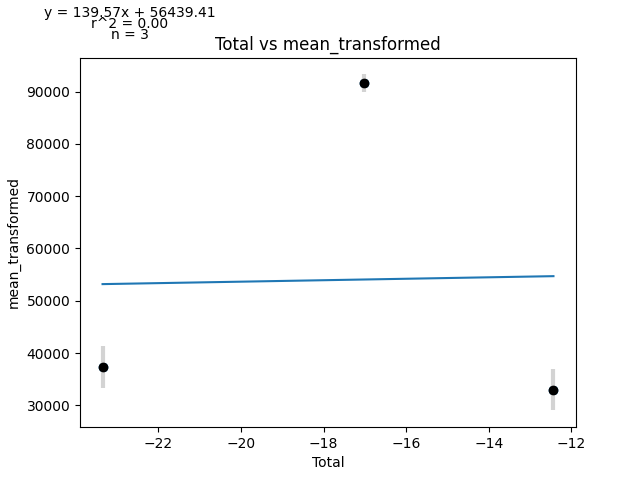 y = 139.57x + 56439.41
r^2 = 0.00
n = 3
Total vs mean_transformed
90000
80000
70000
60000
50000
40000
30000
mean_transformed
−22
−20
−18
−16
−14
−12
Total